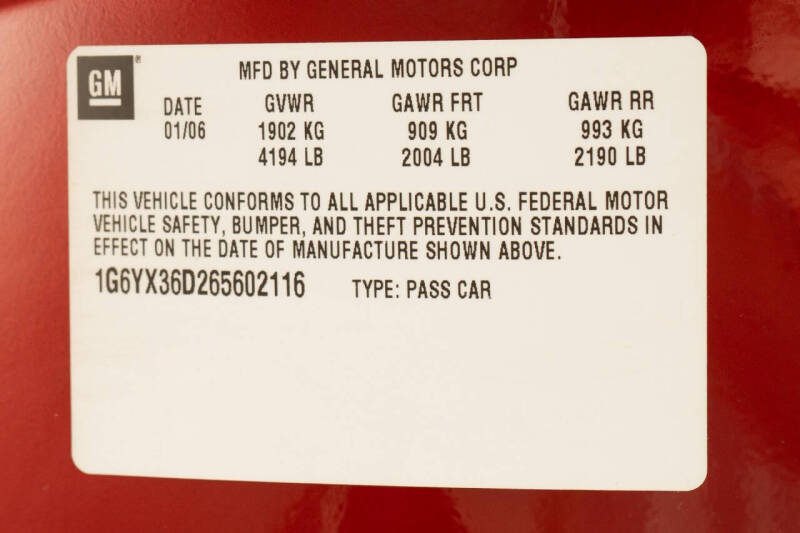 GM®
MFD BY GENERAL MOTORS CORP
DATE GVWR GAWR FRT GAWR RR
01/06 1902 KG 909 KG 993 KG
4194 LB 2004 LB 2190 LB
THIS VEHICLE CONFORMS TO ALL APPLICABLE U.S. FEDERAL MOTOR
VEHICLE SAFETY, BUMPER, AND THEFT PREVENTION STANDARDS IN
EFFECT ON THE DATE OF MANUFACTURE SHOWN ABOVE.
1G6YX36D265602116 TYPE: PASS CAR